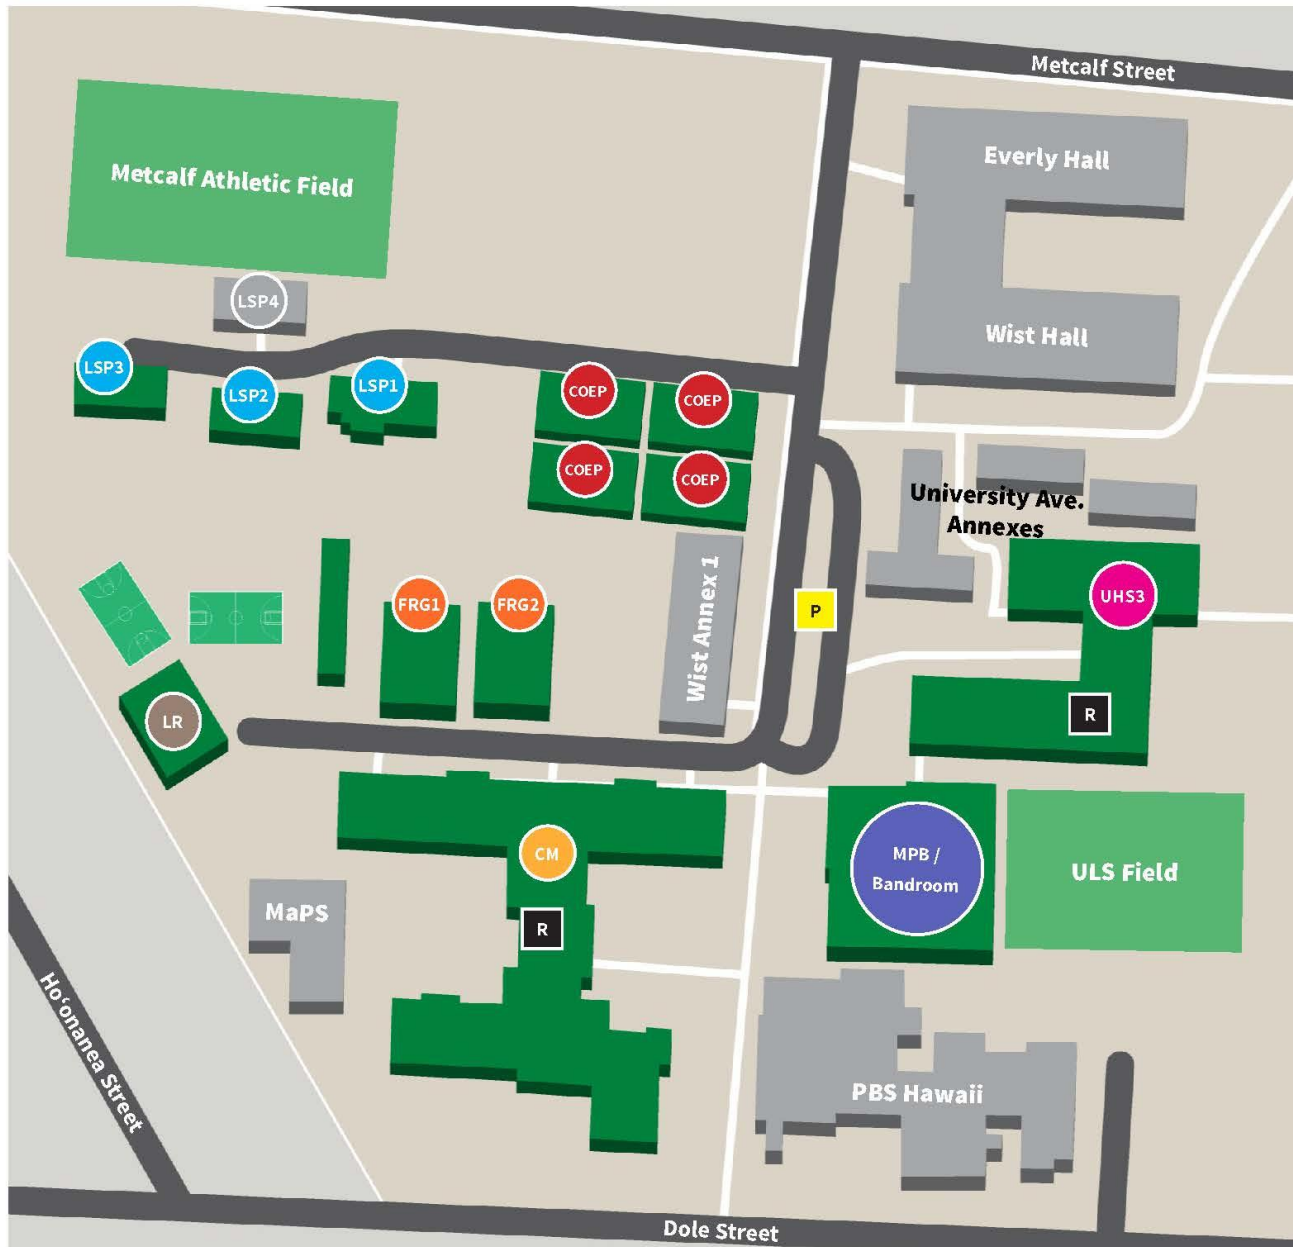 Metcalf Street
Everly Hall
Metcalf Athletic Field
LSP4
Wist Hall
LSP3
LSP2
LSP1
COEP
COEP
COEP
COEP
University Ave.
Annexes
Wist Annex 1
FRG1
FRG2
P
UHS3
LR
R
CM
MPB /
Bandroom
ULS Field
MaPS
R
Hoʻonanea Street
PBS Hawaii
Dole Street